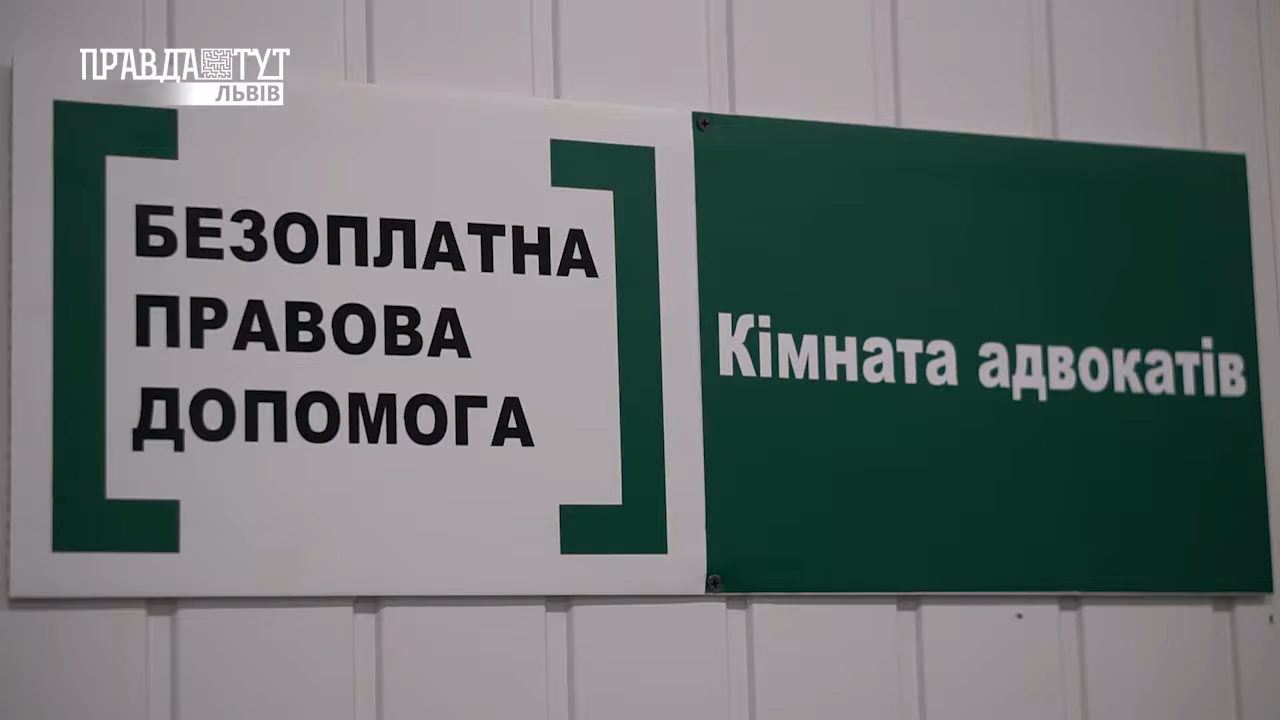 ПРАВДА ТУТ
ЛЬВІВ
БЕЗОПЛАТНА
ПРАВОВА
ДОПОМОГА
Кімната адвокатів